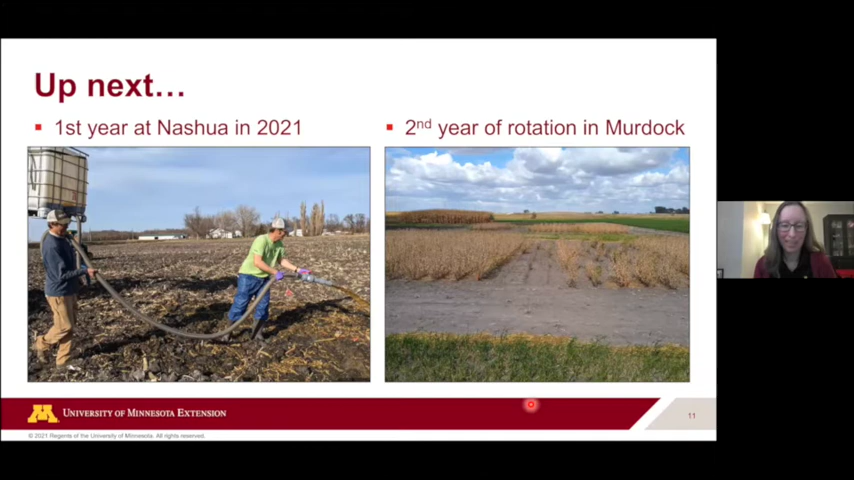 Up next…
▪ 1st year at Nashua in 2021
▪ 2nd year of rotation in Murdock
M
UNIVERSITY OF MINNESOTA EXTENSION
11
© 2021 Regents of the University of Minnesota. All rights reserved.